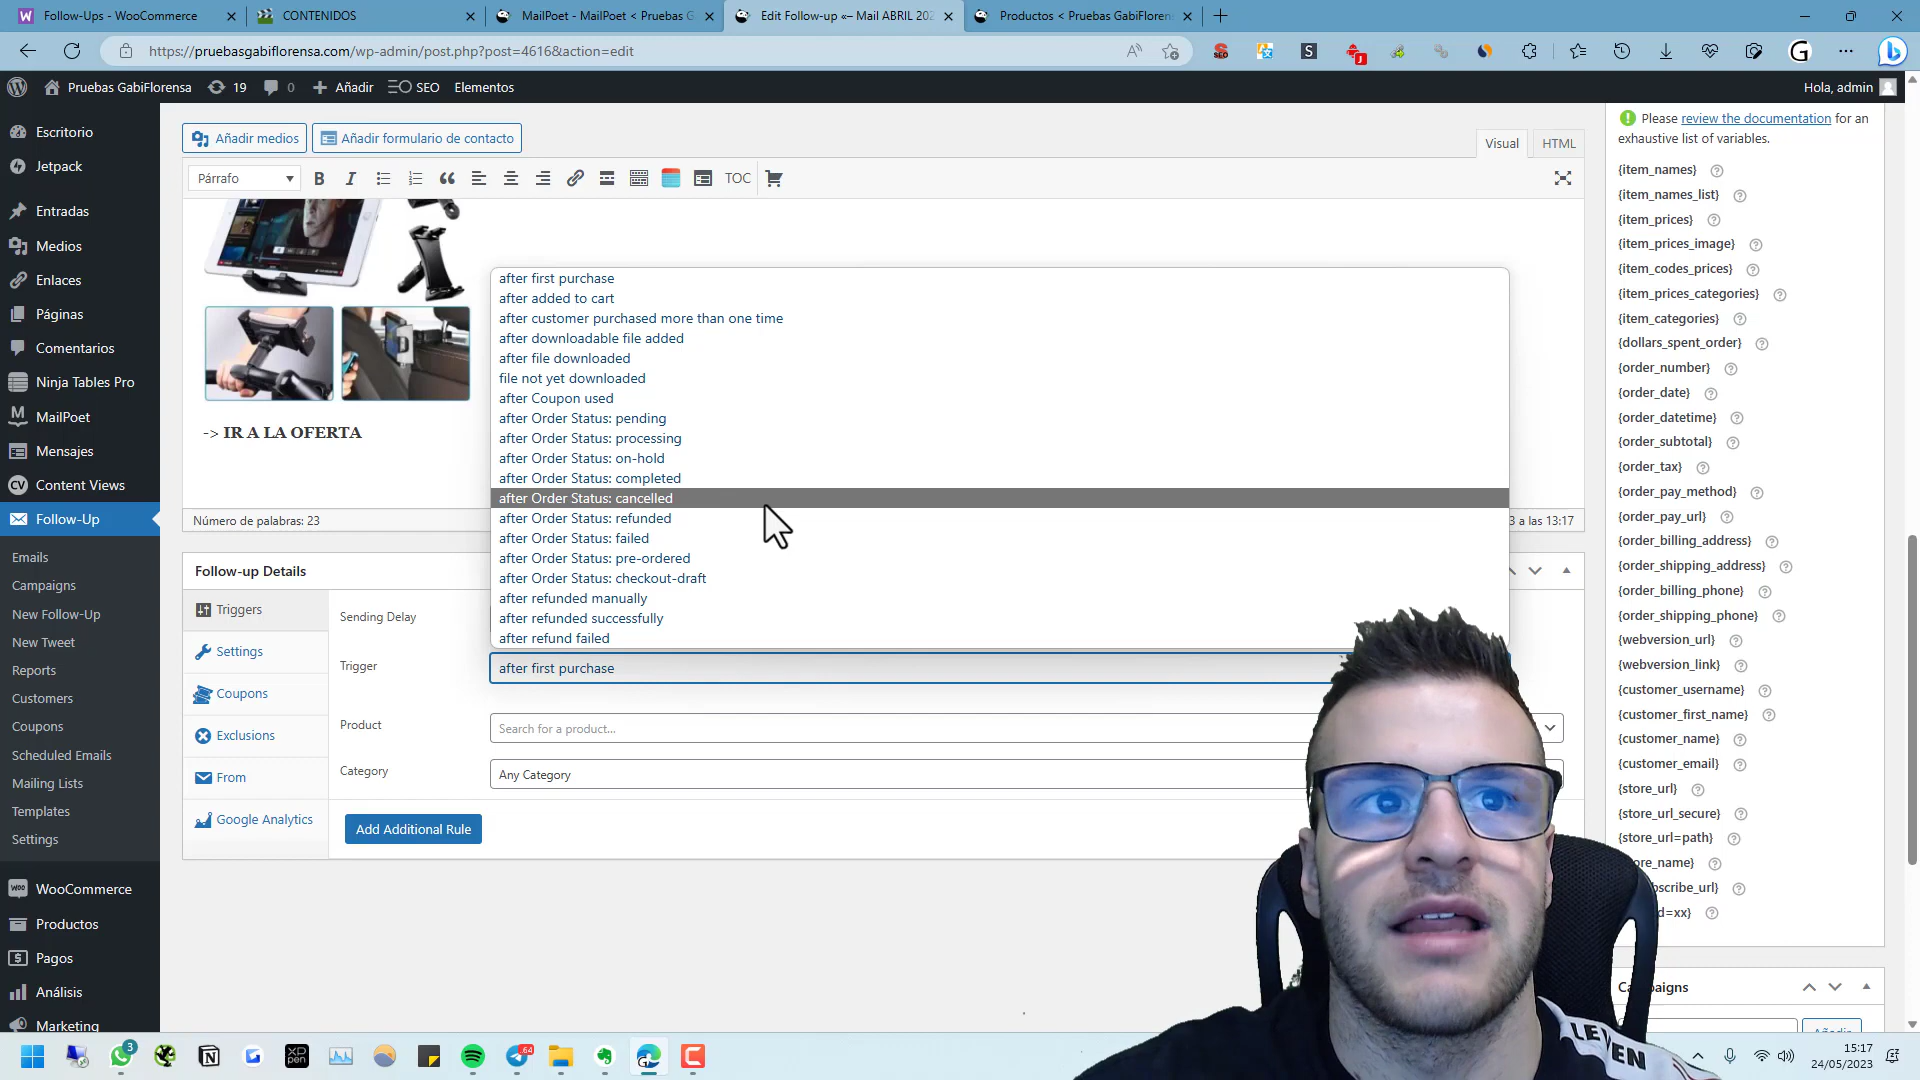 Follow-Ups - WooCommerce
CONTENIDOS
MailPoet - MailPoet < Pruebas G
Edit Follow-up «– Mail ABRIL 202
Productos < Pruebas GabiFlorens
https://pruebasgabiflorensa.com/wp-admin/post.php?post=4616&action=edit
Pruebas GabiFlorensa
19
0
Añadir
SEO
Elementos
Hola, admin
Escritorio
Jetpack
Entradas
Medios
Enlaces
Páginas
Comentarios
Ninja Tables Pro
MailPoet
Mensajes
Content Views
Follow-Up
Emails
Campaigns
New Follow-Up
New Tweet
Reports
Customers
Coupons
Scheduled Emails
Mailing Lists
Templates
Settings
WooCommerce
Productos
Pagos
Análisis
Marketing
Añadir medios
Añadir formulario de contacto
Visual
HTML
Párrafo
TOC
-> IR A LA OFERTA
Número de palabras: 23
3 a las 13:17
after first purchase
after added to cart
after customer purchased more than one time
after downloadable file added
after file downloaded
file not yet downloaded
after Coupon used
after Order Status: pending
after Order Status: processing
after Order Status: on-hold
after Order Status: completed
after Order Status: cancelled
after Order Status: refunded
after Order Status: failed
after Order Status: pre-ordered
after Order Status: checkout-draft
after refunded manually
after refunded successfully
after refund failed
Follow-up Details
Triggers
Settings
Coupons
Exclusions
From
Google Analytics
Sending Delay
Trigger
after first purchase
Product
Search for a product...
Category
Any Category
Add Additional Rule
Please review the documentation for an
exhaustive list of variables.
{item_names}
{item_names_list}
{item_prices}
{item_prices_image}
{item_codes_prices}
{item_prices_categories}
{item_categories}
{dollars_spent_order}
{order_number}
{order_date}
{order_datetime}
{order_subtotal}
{order_tax}
{order_pay_method}
{order_pay_url}
{order_billing_address}
{order_shipping_address}
{order_billing_phone}
{order_shipping_phone}
{webversion_url}
{webversion_link}
{customer_username}
{customer_first_name}
{customer_name}
{customer_email}
{store_url}
{store_url_secure}
{store_url=path}
ore_name}
scribe_url}
d=xx}
LEVEN
3
64
15:17
24/05/2023